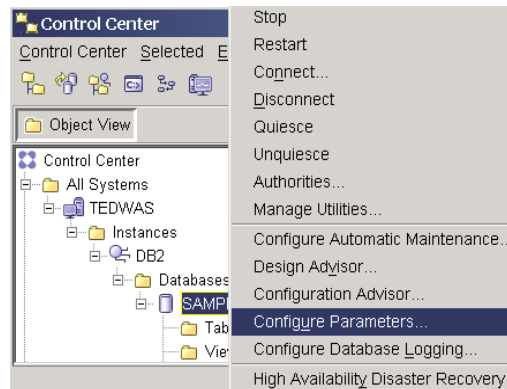 Control Center
Control Center Selected E
Object View
Control Center
All Systems
TEDWAS
Instances
DB2
Databases
SAMPL
Tab
Vie
Stop
Restart
Connect...
Disconnect
Quiesce
Unquiesce
Authorities...
Manage Utilities...
Configure Automatic Maintenance..
Design Advisor...
Configuration Advisor...
Configure Parameters...
Configure Database Logging...
High Availability Disaster Recovery